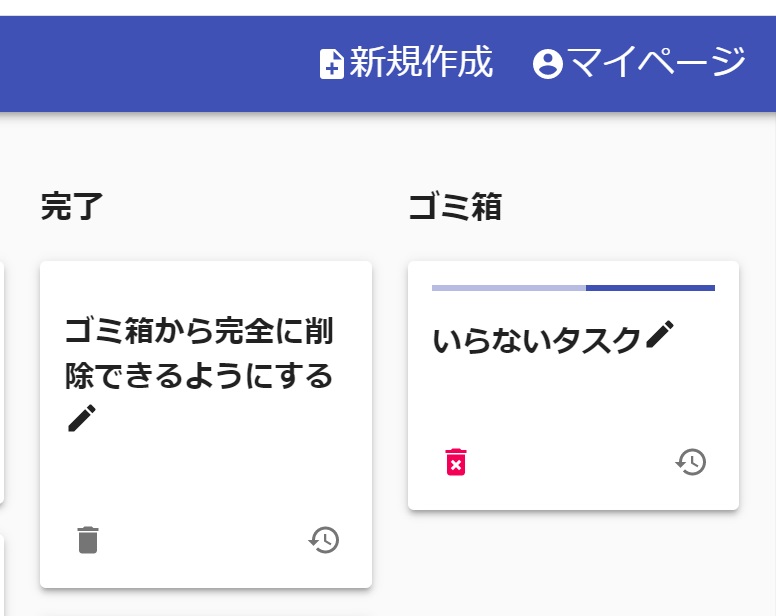 新規作成
マイページ
完了
ゴミ箱
ゴミ箱から完全に削
除できるようにする
いらないタスク